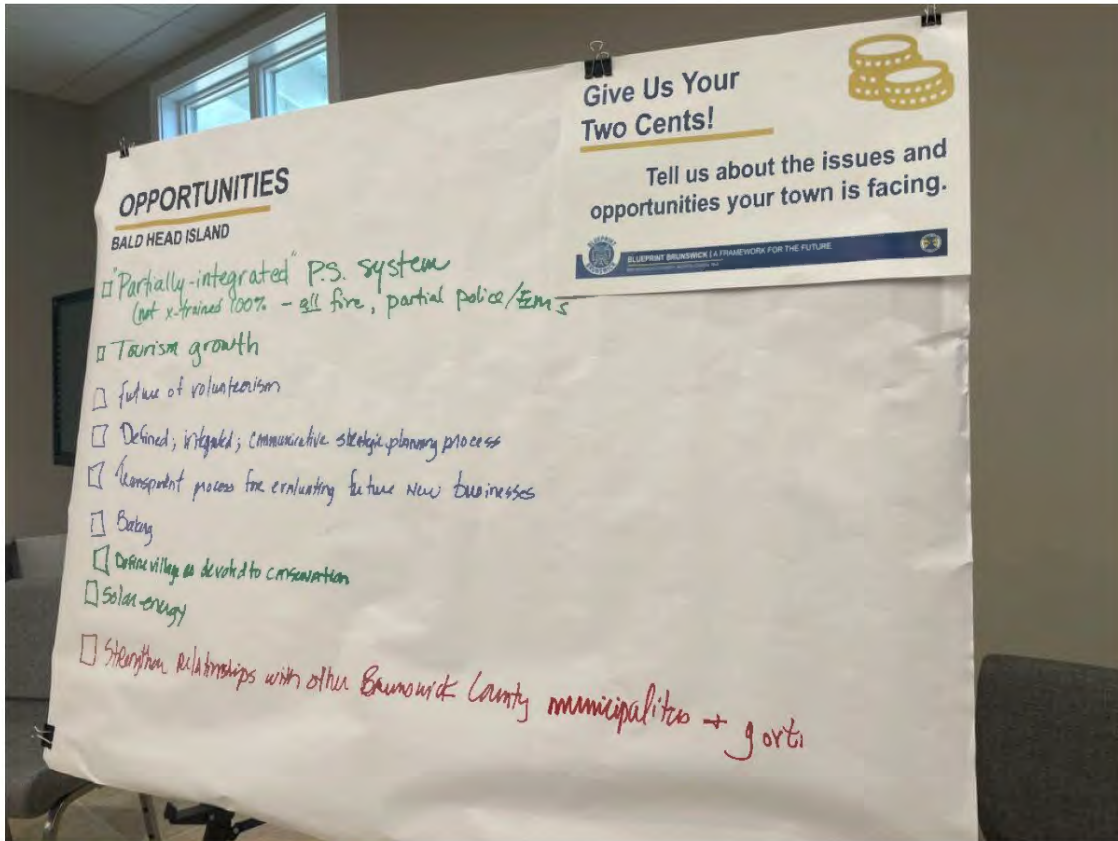 Give Us Your
Two Cents!
Tell us about the issues and
opportunities your town is facing.
BLUEPRINT BRUNSWICK | A FRAMEWORK FOR THE FUTURE
OPPORTUNITIES
BALD HEAD ISLAND
"Partially-integrated" P.S. system
(not x-trained 100% - all fire, partial police/Ems
Tourism growth
future of volunteerism
Defined; integrated; communicative strategic planning process
Transparent process for evaluating future New businesses
Define village as devoted to conservation
Solar energy
Strengthen relationships with other Brunswick County municipalities +